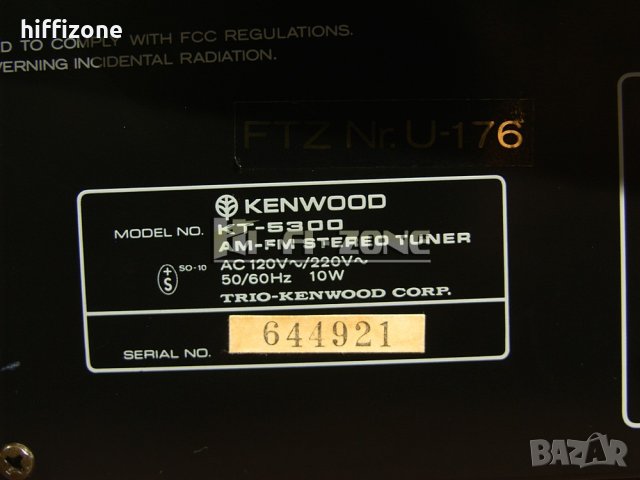 hiffizone
D TO COMPLY WITH FCC REGULATIONS.
VERNING INCIDENTAL RADIATION.
FTZ Nr. U-176
KENWOOD
MODEL NO. KT-5300
Hi-Fi-ZONE
AM-FM STEREO TUNER
SO-10
AC 120V~/220V~
+S
50/60Hz 10W
TRIO-KENWOOD CORP.
SERIAL NO. 644921
BAZAR